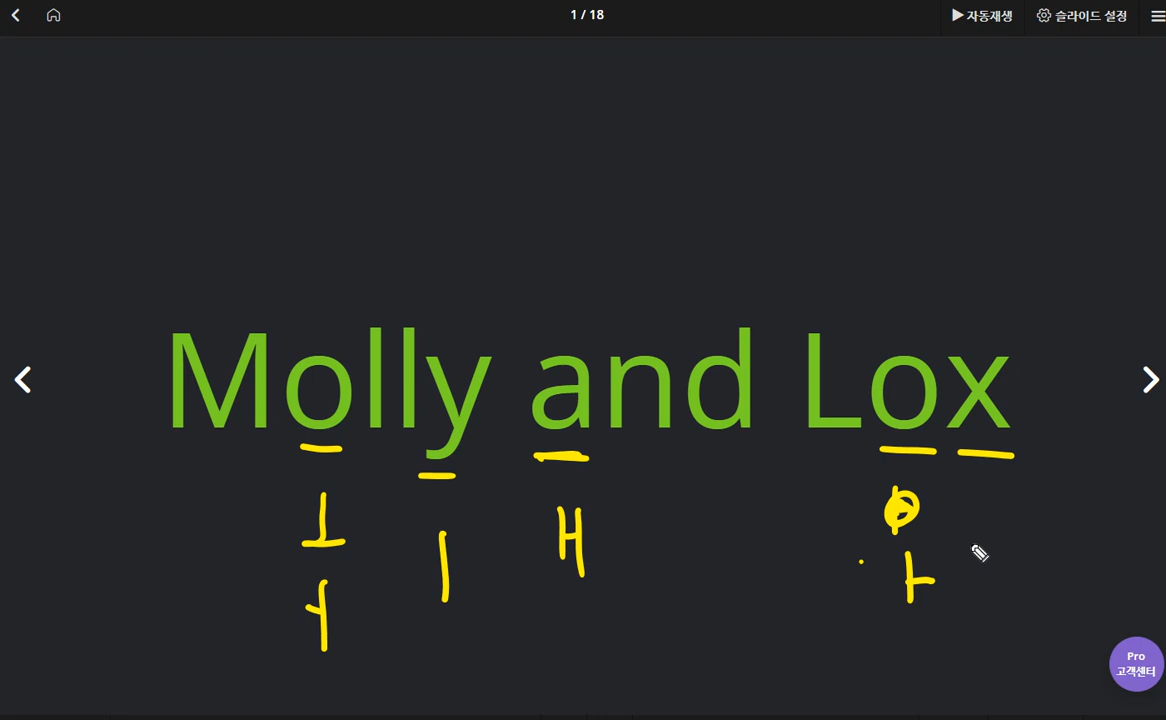 1 / 18
▶자동재생
슬라이드 설정
Molly and Lox
ㅗ
ㅓ ㅣ ㅐ
ㅏ
Pro
고객센터